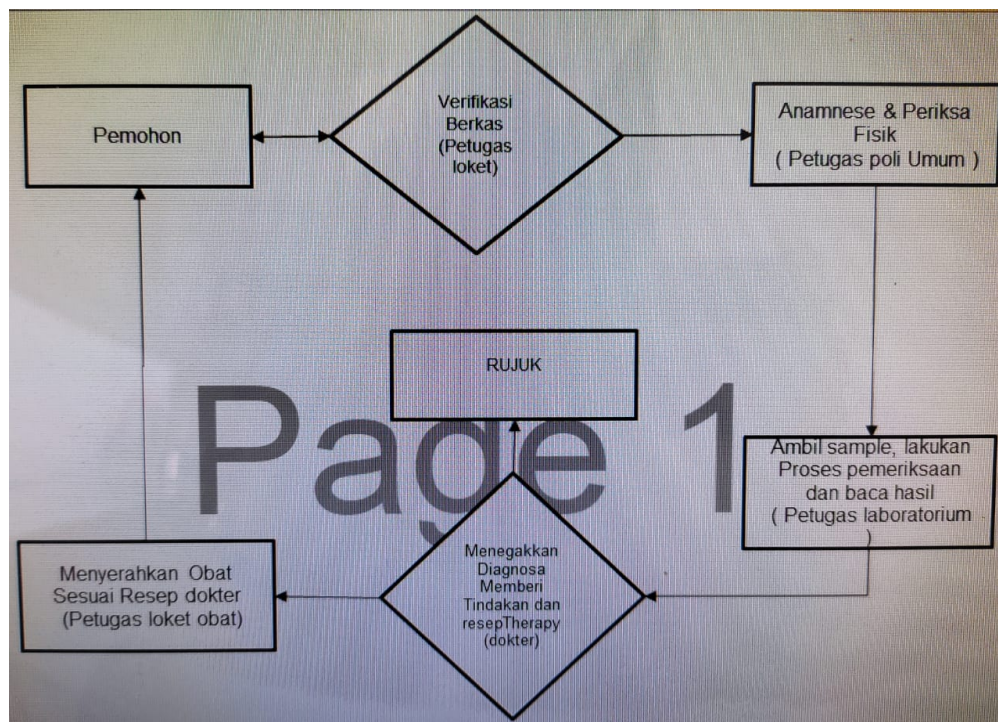 Pemohon
Verifikasi
Berkas
(Petugas
loket)
Anamnese & Periksa
Fisik
( Petugas poli Umum )
RUJUK
Page 1
Ambil sample, lakukan
Proses pemeriksaan
dan baca hasil
( Petugas laboratorium
)
Menegakkan
Diagnosa
Memberi
Tindakan dan
resepTherapy
(dokter)
Menyerahkan Obat
Sesuai Resep dokter
(Petugas loket obat)